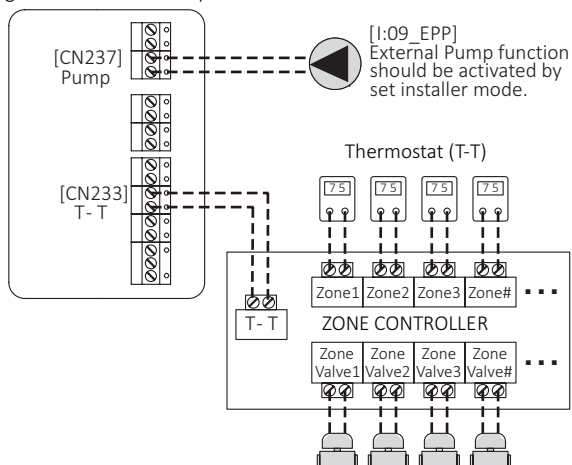 [I:09_EPP]
External Pump function
should be activated by
set installer mode.
[CN237]
Pump
Thermostat (T-T)
75 75 75 75
[CN233]
T- T
Zone1 Zone2 Zone3 Zone# ...
T- T ZONE CONTROLLER
Zone Zone Zone Zone
Valve1 Valve2 Valve3 Valve# ...